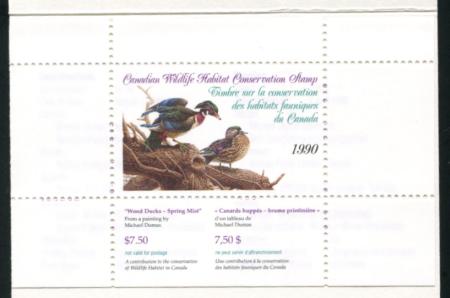 Canadian Wildlife Habitat Conservation Stamp
Timbre sur la conservation
des habitats fauniques
du Canada
1990
"Wood Ducks – Spring Mist"
From a painting by
Michael Dumas
$7.50
not valid for postage
A contribution to the conservation
of Wildlife Habitat in Canada
« Canards huppés – brume printanière »
d'un tableau de
Michael Dumas
7,50 $
ne peut servir d'affranchissement
Une contribution à la conservation
des habitats fauniques du Canada